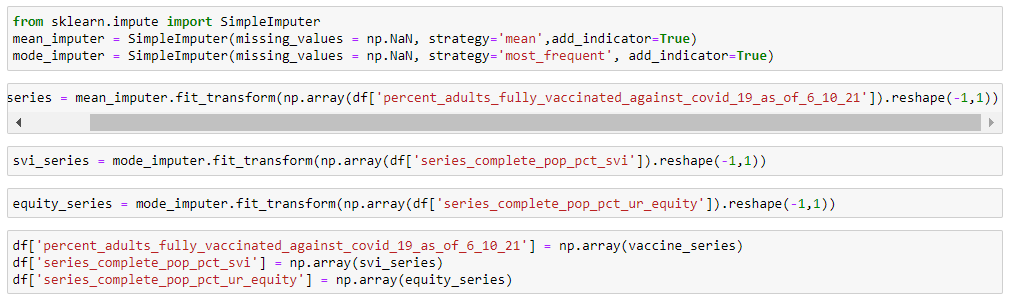 from sklearn.impute import SimpleImputer
mean_imputer = SimpleImputer(missing_values = np.NaN, strategy='mean',add_indicator=True)
mode_imputer = SimpleImputer(missing_values = np.NaN, strategy='most_frequent', add_indicator=True)
series = mean_imputer.fit_transform(np.array(df['percent_adults_fully_vaccinated_against_covid_19_as_of_6_10_21']).reshape(-1,1))
svi_series = mode_imputer.fit_transform(np.array(df['series_complete_pop_pct_svi']).reshape(-1,1))
equity_series = mode_imputer.fit_transform(np.array(df['series_complete_pop_pct_ur_equity']).reshape(-1,1))
df['percent_adults_fully_vaccinated_against_covid_19_as_of_6_10_21'] = np.array(vaccine_series)
df['series_complete_pop_pct_svi'] = np.array(svi_series)
df['series_complete_pop_pct_ur_equity'] = np.array(equity_series)